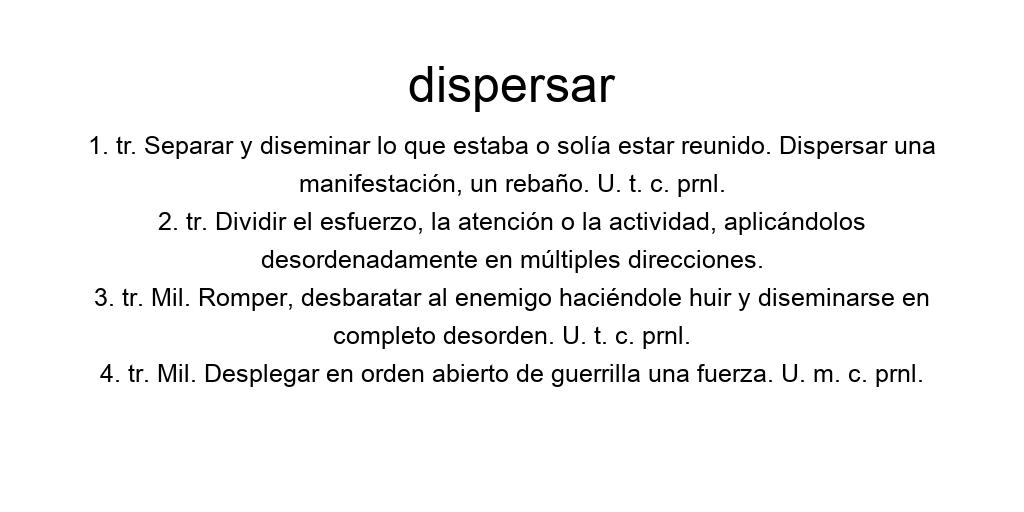 dispersar
1. tr. Separar y diseminar lo que estaba o solía estar reunido. Dispersar una
manifestación, un rebaño. U. t. c. prnl.
2. tr. Dividir el esfuerzo, la atención o la actividad, aplicándolos
desordenadamente en múltiples direcciones.
3. tr. Mil. Romper, desbaratar al enemigo haciéndole huir y diseminarse en
completo desorden. U. t. c. prnl.
4. tr. Mil. Desplegar en orden abierto de guerrilla una fuerza. U. m. c. prnl.